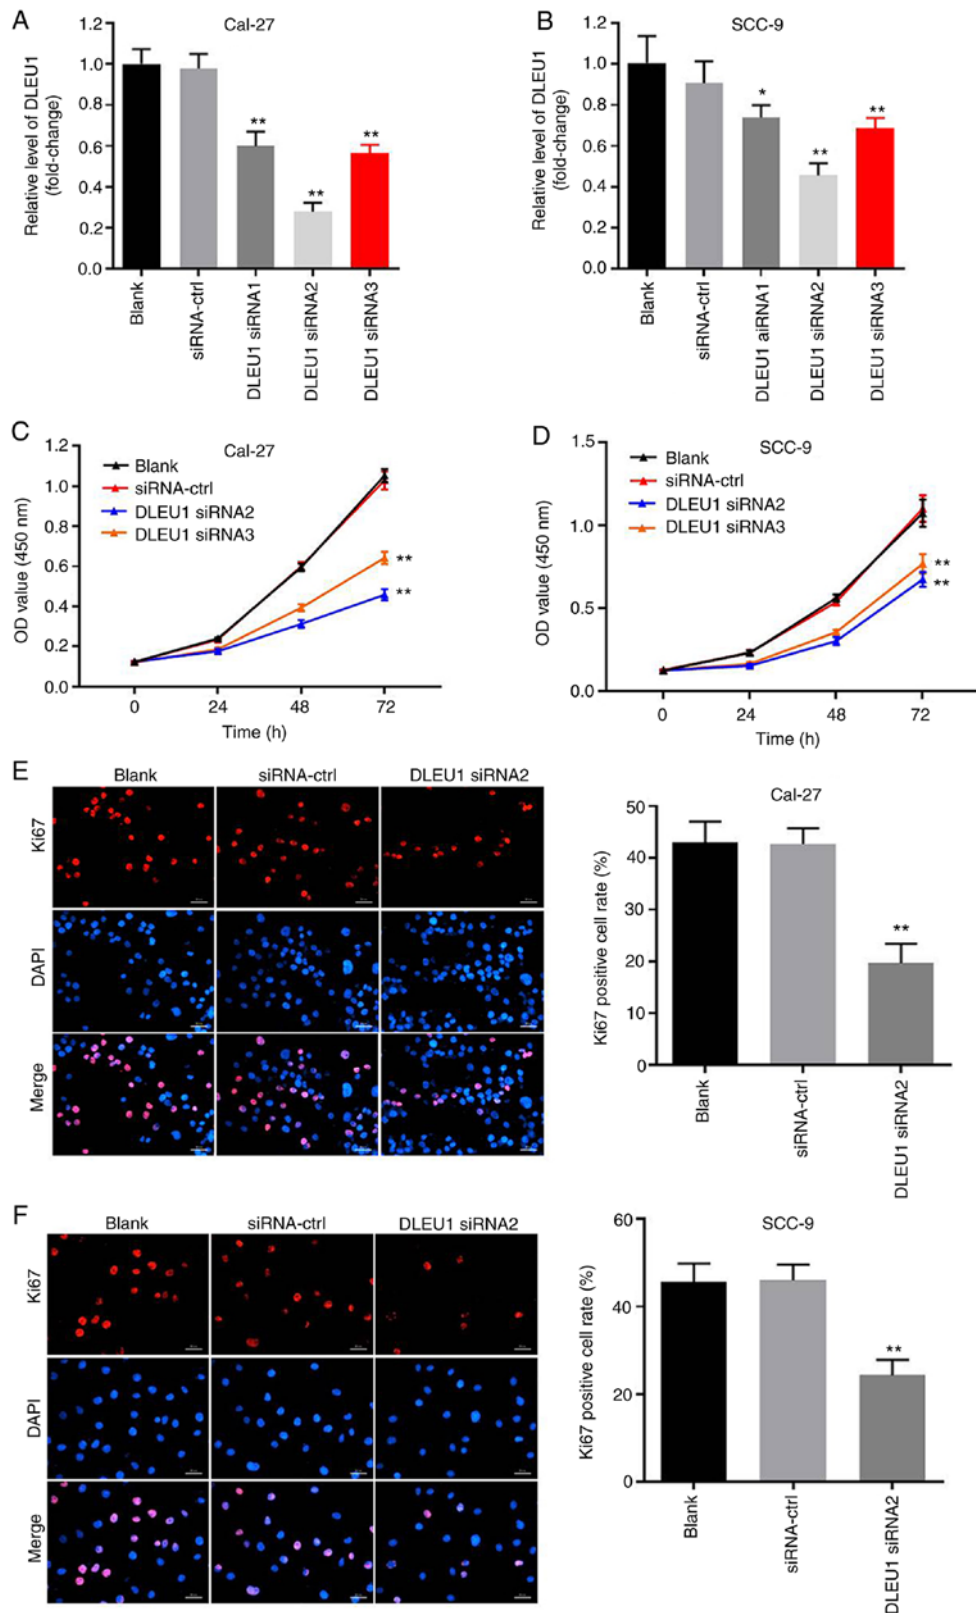 A
Cal-27
Relative level of DLEU1
(fold-change)
1.2
1.0
0.8
0.6
0.4
0.2
0.0
**
**
**
Blank
siRNA-ctrl
DLEU1 siRNA1
DLEU1 siRNA2
DLEU1 siRNA3
B
SCC-9
Relative level of DLEU1
(fold-change)
1.2
1.0
0.8
0.6
0.4
0.2
0.0
*
**
**
Blank
siRNA-ctrl
DLEU1 aiRNA1
DLEU1 siRNA2
DLEU1 siRNA3
C
Cal-27
OD value (450 nm)
1.2
1.0
0.8
0.6
0.4
0.2
0.0
Blank
siRNA-ctrl
DLEU1 siRNA2
DLEU1 siRNA3
**
**
0 24 48 72
Time (h)
D
SCC-9
OD value (450 nm)
1.5
1.0
0.5
0.0
Blank
siRNA-ctrl
DLEU1 siRNA2
DLEU1 siRNA3
**
**
0 24 48 72
Time (h)
E
Blank siRNA-ctrl DLEU1 siRNA2
Ki67
DAPI
Merge
Cal-27
Ki67 positive cell rate (%)
50
40
30
20
10
0
**
Blank
siRNA-ctrl
DLEU1 siRNA2
F
Blank siRNA-ctrl DLEU1 siRNA2
Ki67
DAPI
Merge
SCC-9
Ki67 positive cell rate (%)
60
40
20
0
**
Blank
siRNA-ctrl
DLEU1 siRNA2